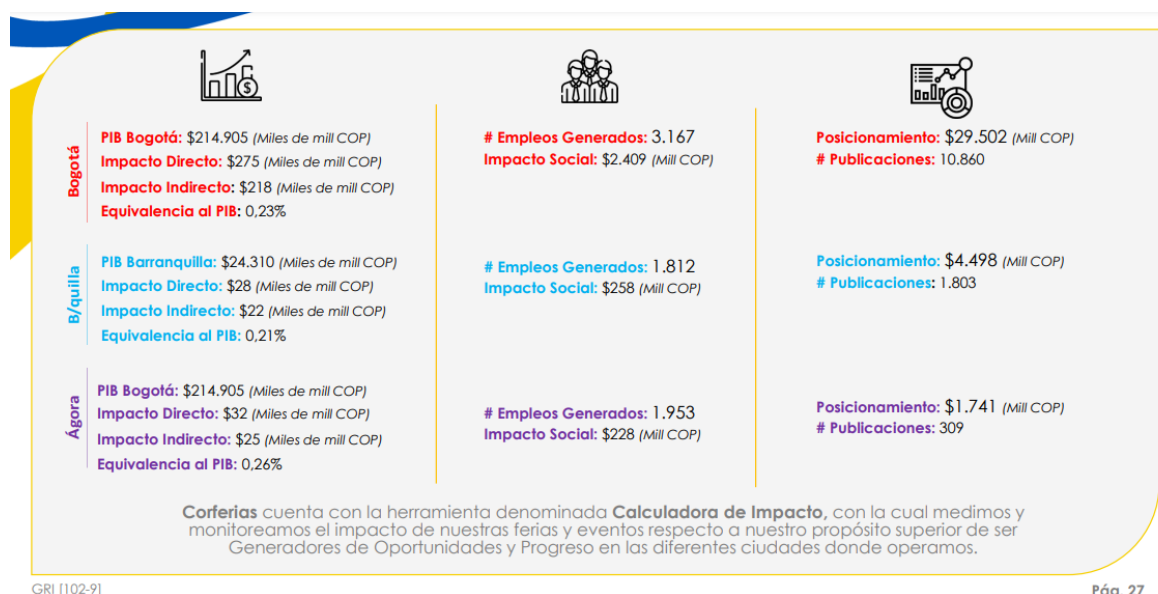 Bogotá
PIB Bogotá: $214.905 (Miles de mill COP)
Impacto Directo: $275 (Miles de mill COP)
Impacto Indirecto: $218 (Miles de mill COP)
Equivalencia al PIB: 0,23%
# Empleos Generados: 3.167
Impacto Social: $2.409 (Mill COP)
Posicionamiento: $29.502 (Mill COP)
# Publicaciones: 10.860
B/quilla
PIB Barranquilla: $24.310 (Miles de mill COP)
Impacto Directo: $28 (Miles de mill COP)
Impacto Indirecto: $22 (Miles de mill COP)
Equivalencia al PIB: 0,21%
# Empleos Generados: 1.812
Impacto Social: $258 (Mill COP)
Posicionamiento: $4.498 (Mill COP)
# Publicaciones: 1.803
Ágora
PIB Bogotá: $214.905 (Miles de mill COP)
Impacto Directo: $32 (Miles de mill COP)
Impacto Indirecto: $25 (Miles de mill COP)
Equivalencia al PIB: 0,26%
# Empleos Generados: 1.953
Impacto Social: $228 (Mill COP)
Posicionamiento: $1.741 (Mill COP)
# Publicaciones: 309
Corferias cuenta con la herramienta denominada Calculadora de Impacto, con la cual medimos y
monitoreamos el impacto de nuestras ferias y eventos respecto a nuestro propósito superior de ser
Generadores de Oportunidades y Progreso en las diferentes ciudades donde operamos.
GRI [102-9]
Pág. 27